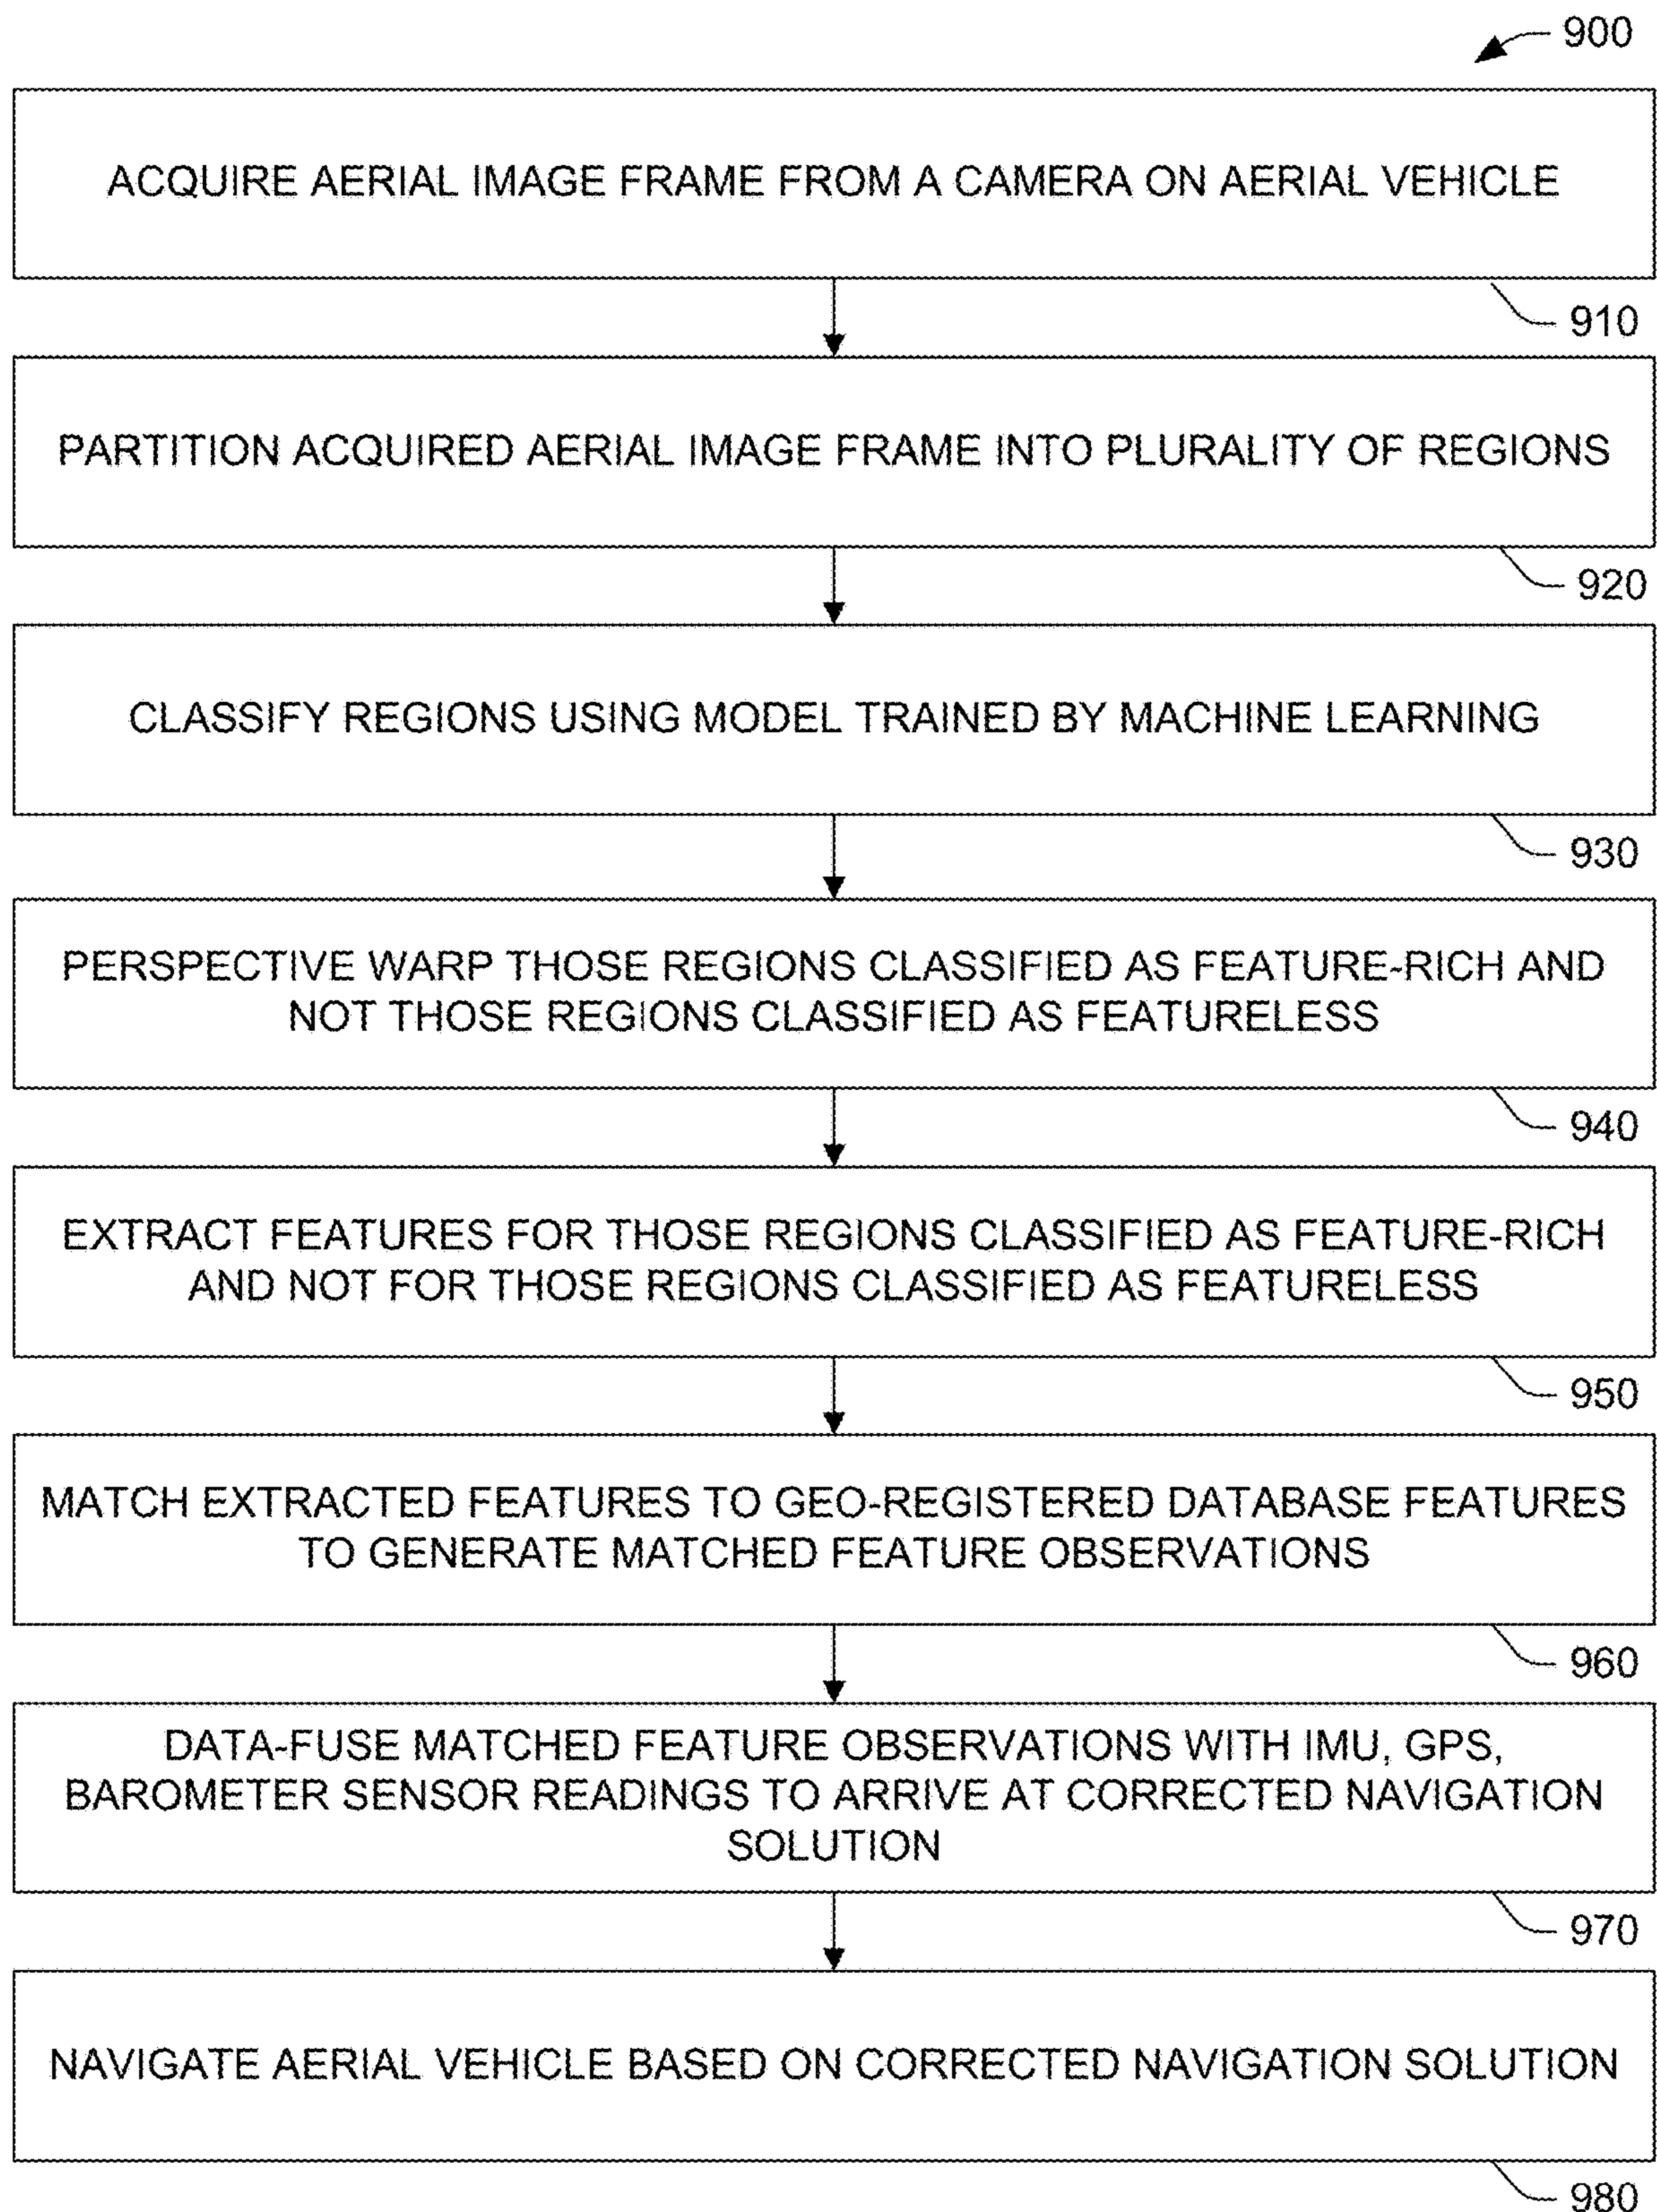 900
ACQUIRE AERIAL IMAGE FRAME FROM A CAMERA ON AERIAL VEHICLE
910
PARTITION ACQUIRED AERIAL IMAGE FRAME INTO PLURALITY OF REGIONS
920
CLASSIFY REGIONS USING MODEL TRAINED BY MACHINE LEARNING
930
PERSPECTIVE WARP THOSE REGIONS CLASSIFIED AS FEATURE-RICH AND
NOT THOSE REGIONS CLASSIFIED AS FEATURELESS
940
EXTRACT FEATURES FOR THOSE REGIONS CLASSIFIED AS FEATURE-RICH
AND NOT FOR THOSE REGIONS CLASSIFIED AS FEATURELESS
950
MATCH EXTRACTED FEATURES TO GEO-REGISTERED DATABASE FEATURES
TO GENERATE MATCHED FEATURE OBSERVATIONS
960
DATA-FUSE MATCHED FEATURE OBSERVATIONS WITH IMU, GPS,
BAROMETER SENSOR READINGS TO ARRIVE AT CORRECTED NAVIGATION
SOLUTION
970
NAVIGATE AERIAL VEHICLE BASED ON CORRECTED NAVIGATION SOLUTION
980